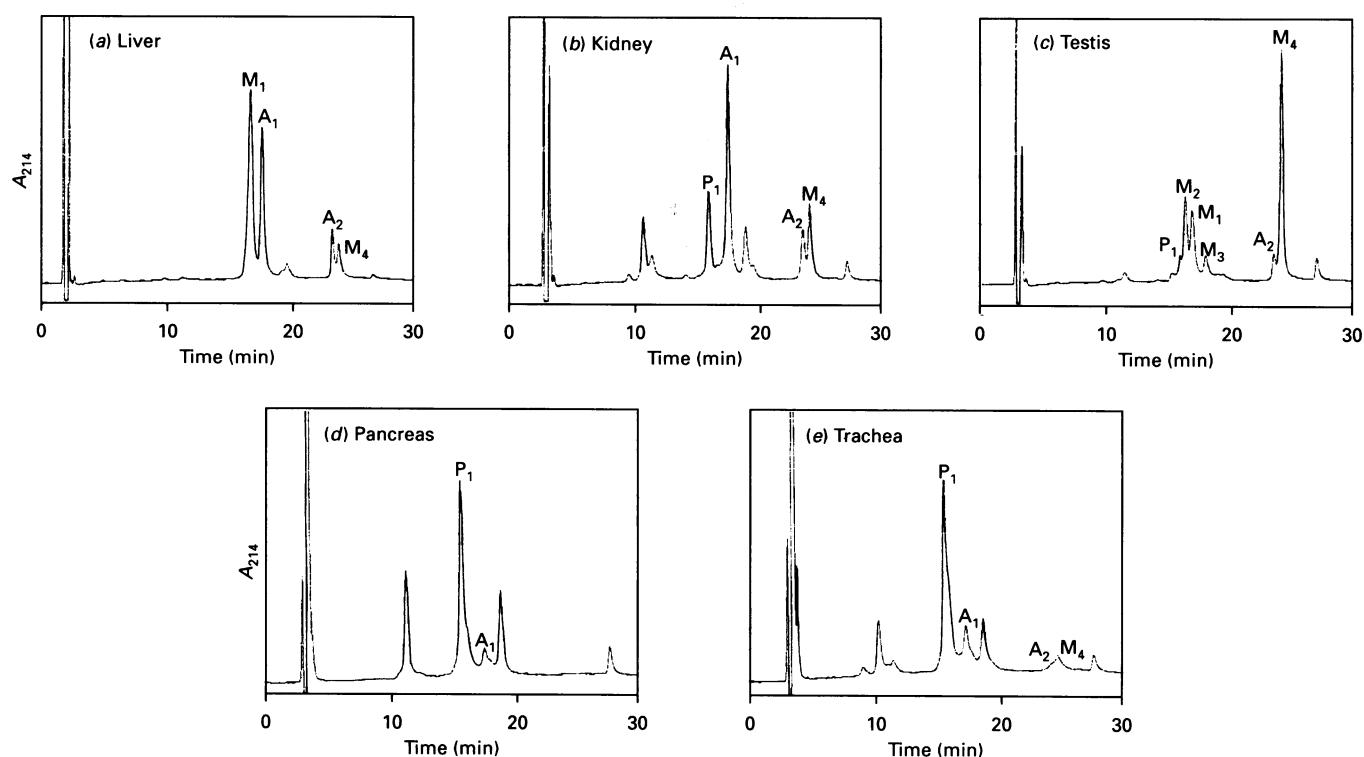 (a) Liver
M₁
A₁
A₂
M₄
A₂₁₄
0 10 20 30
Time (min)
(b) Kidney
A₁
P₁
A₂
M₄
0 10 20 30
Time (min)
(c) Testis
M₄
M₂
M₁
P₁
M₃
A₂
0 10 20 30
Time (min)
(d) Pancreas
P₁
A₁
A₂₁₄
0 10 20 30
Time (min)
(e) Trachea
P₁
A₁
A₂
M₄
0 10 20 30
Time (min)